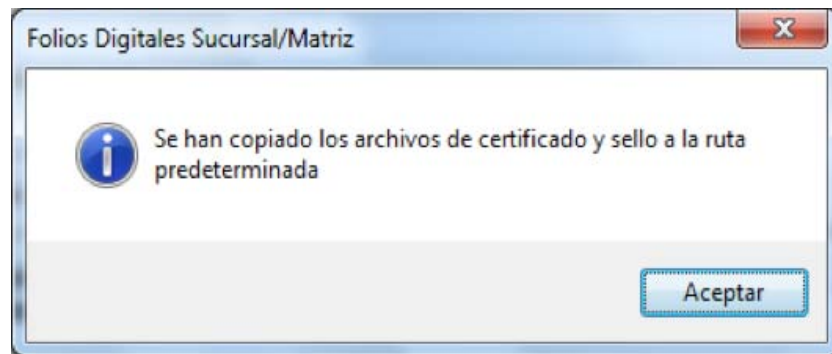 Folios Digitales Sucursal/Matriz
Se han copiado los archivos de certificado y sello a la ruta
predeterminada
Aceptar